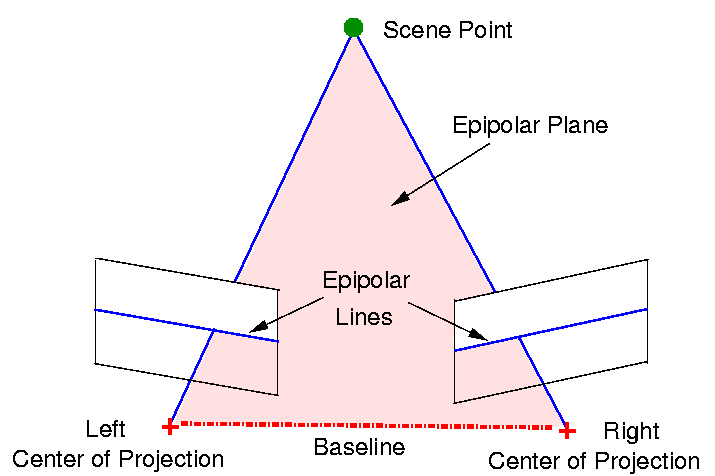 Scene Point
Epipolar Plane
Epipolar
Lines
Left
Center of Projection
Baseline
Right
Center of Projection